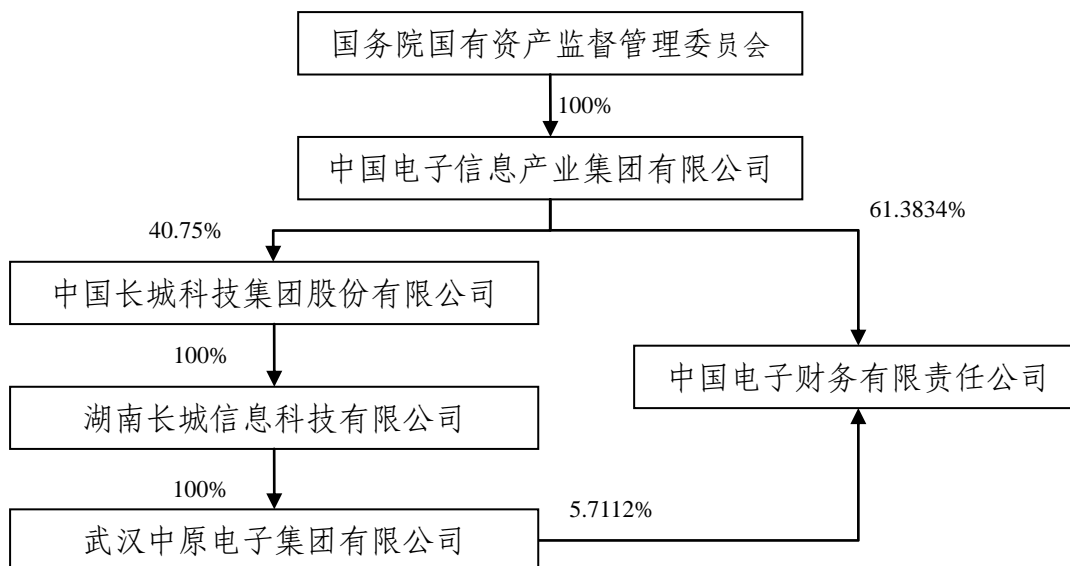 国务院国有资产监督管理委员会
100%
中国电子信息产业集团有限公司
61.3834%
40.75%
中国长城科技集团股份有限公司
100%
中国电子财务有限责任公司
湖南长城信息科技有限公司
100%
5.7112%
武汉中原电子集团有限公司